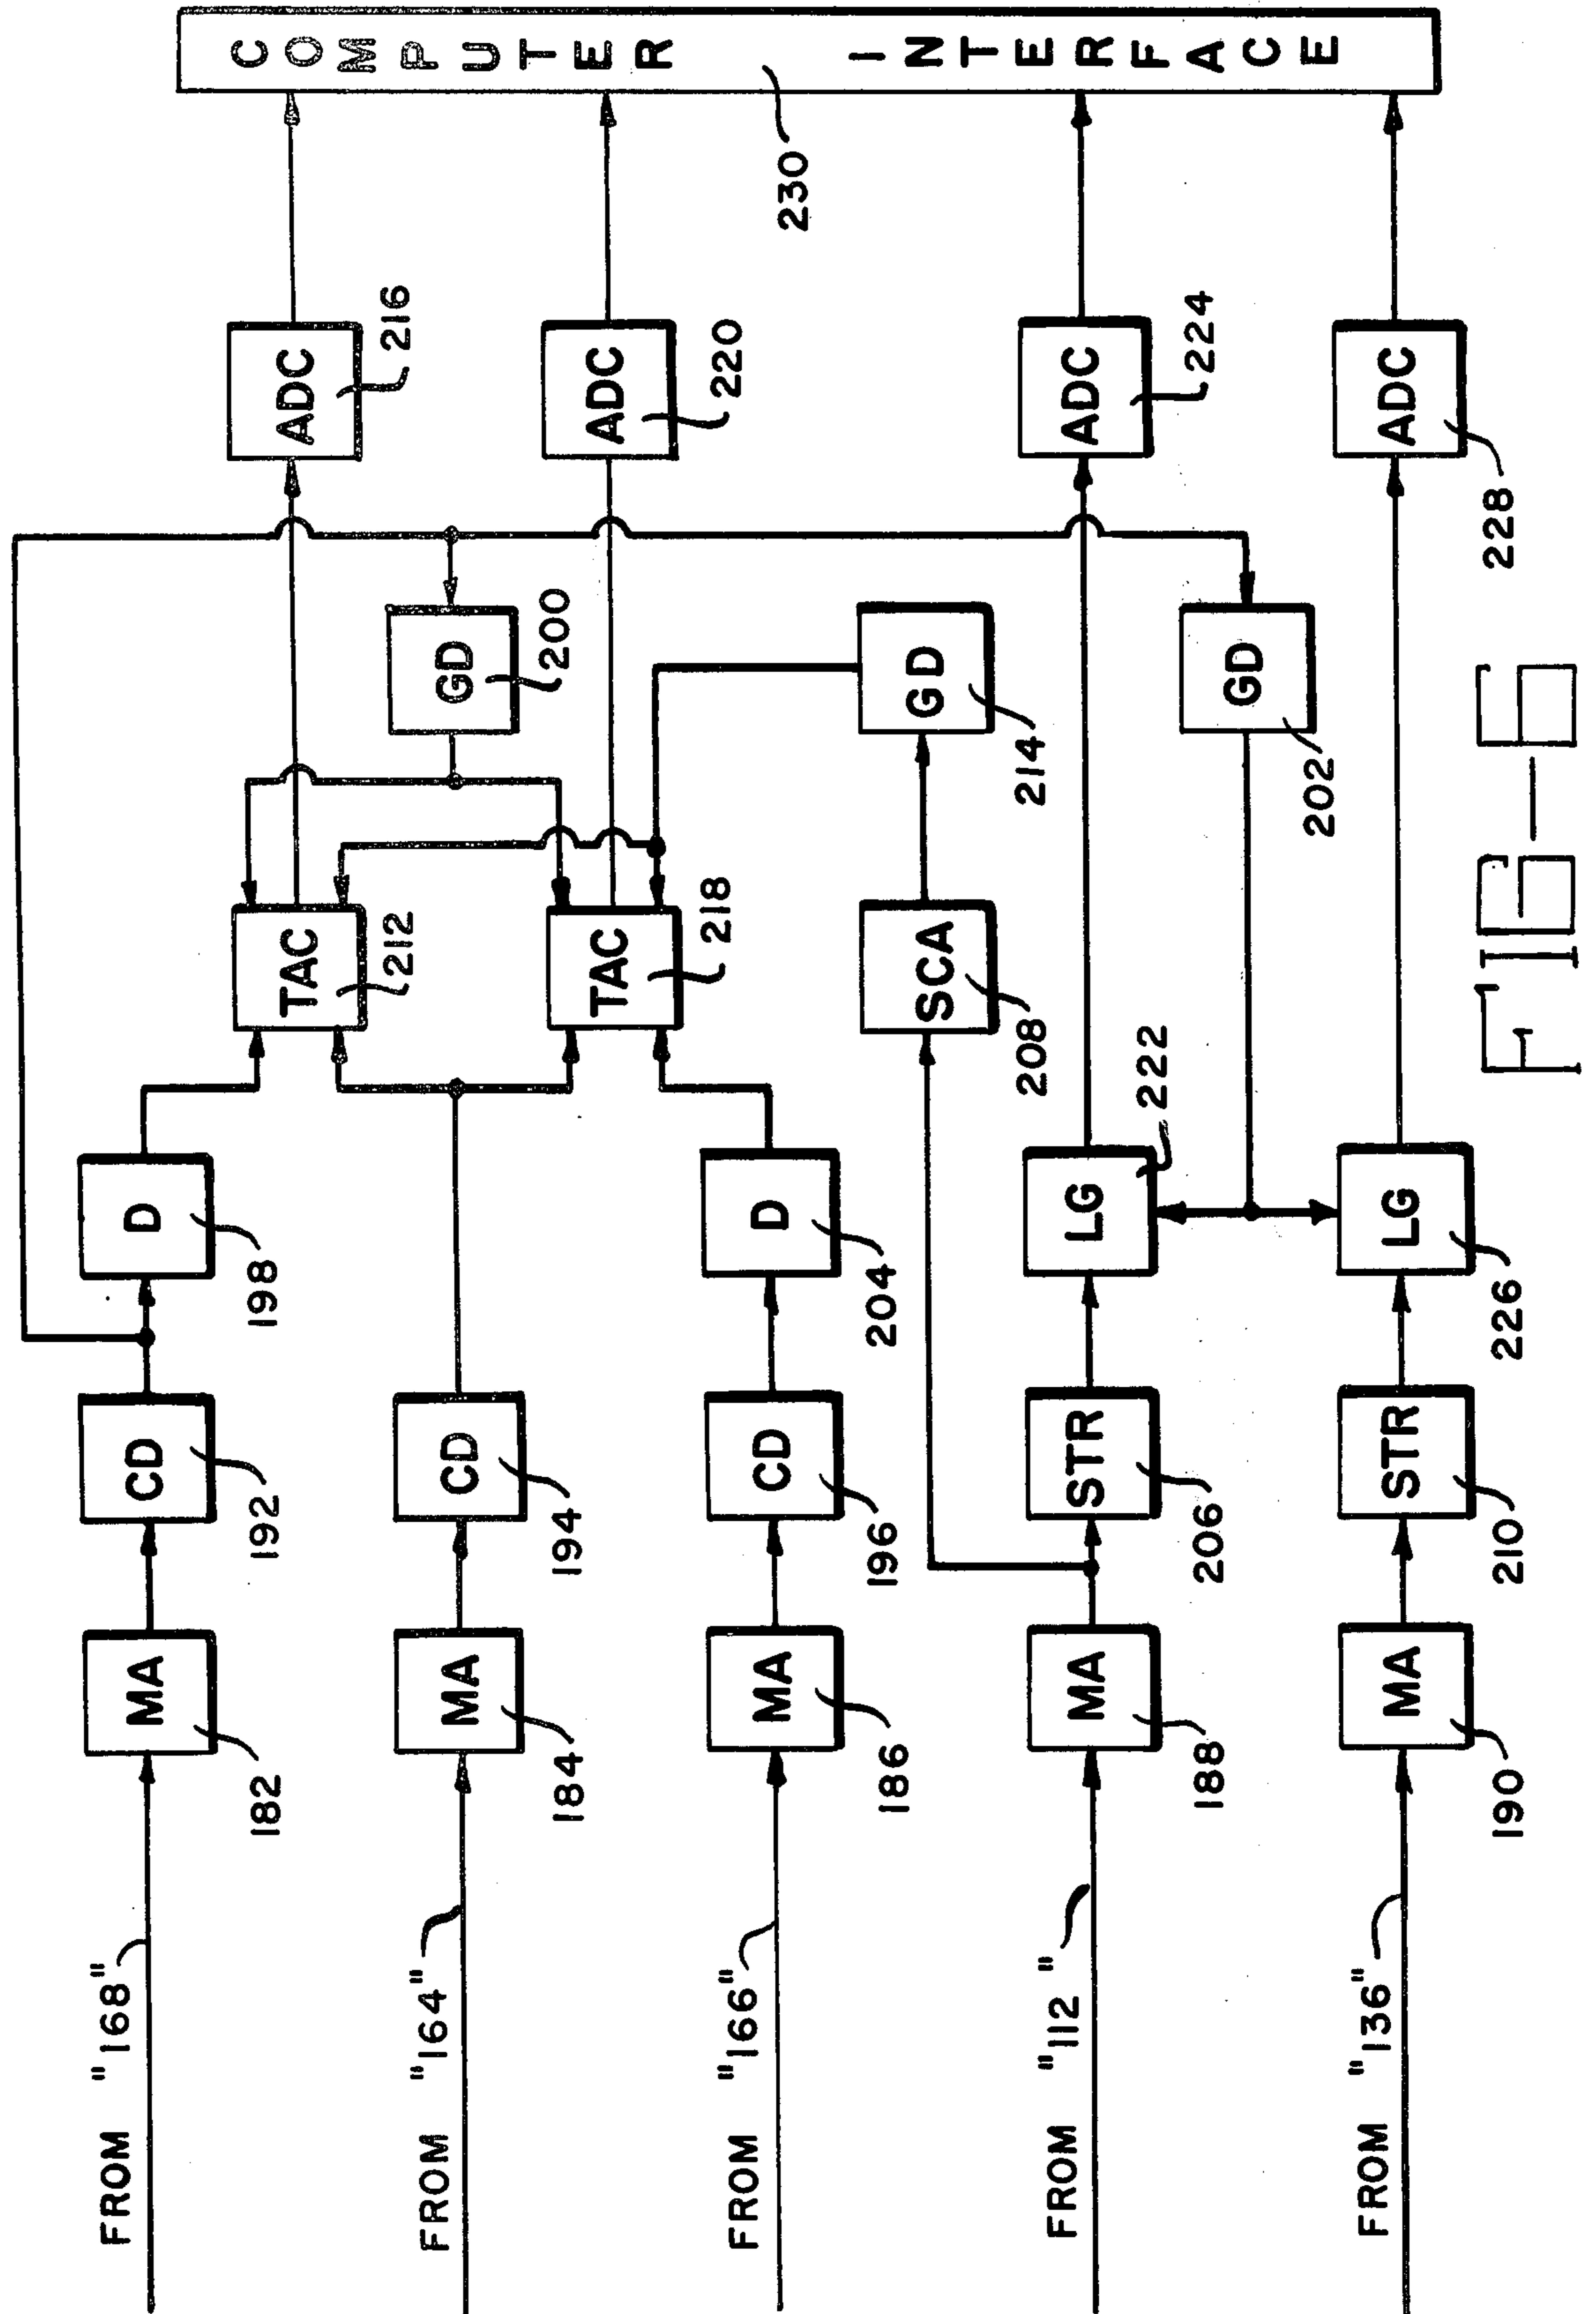 FROM "168"
MA
182
CD
192
D
198
FROM "164"
MA
184
CD
194
TAC
212
GD
200
ADC
216
FROM "166"
MA
186
CD
196
D
204
TAC
218
ADC
220
SCA
208
GD
214
FROM "112"
MA
188
STR
206
LG
222
ADC
224
GD
202
FROM "136"
MA
190
STR
210
LG
226
ADC
228
COMPUTER INTERFACE
230
FIG-6